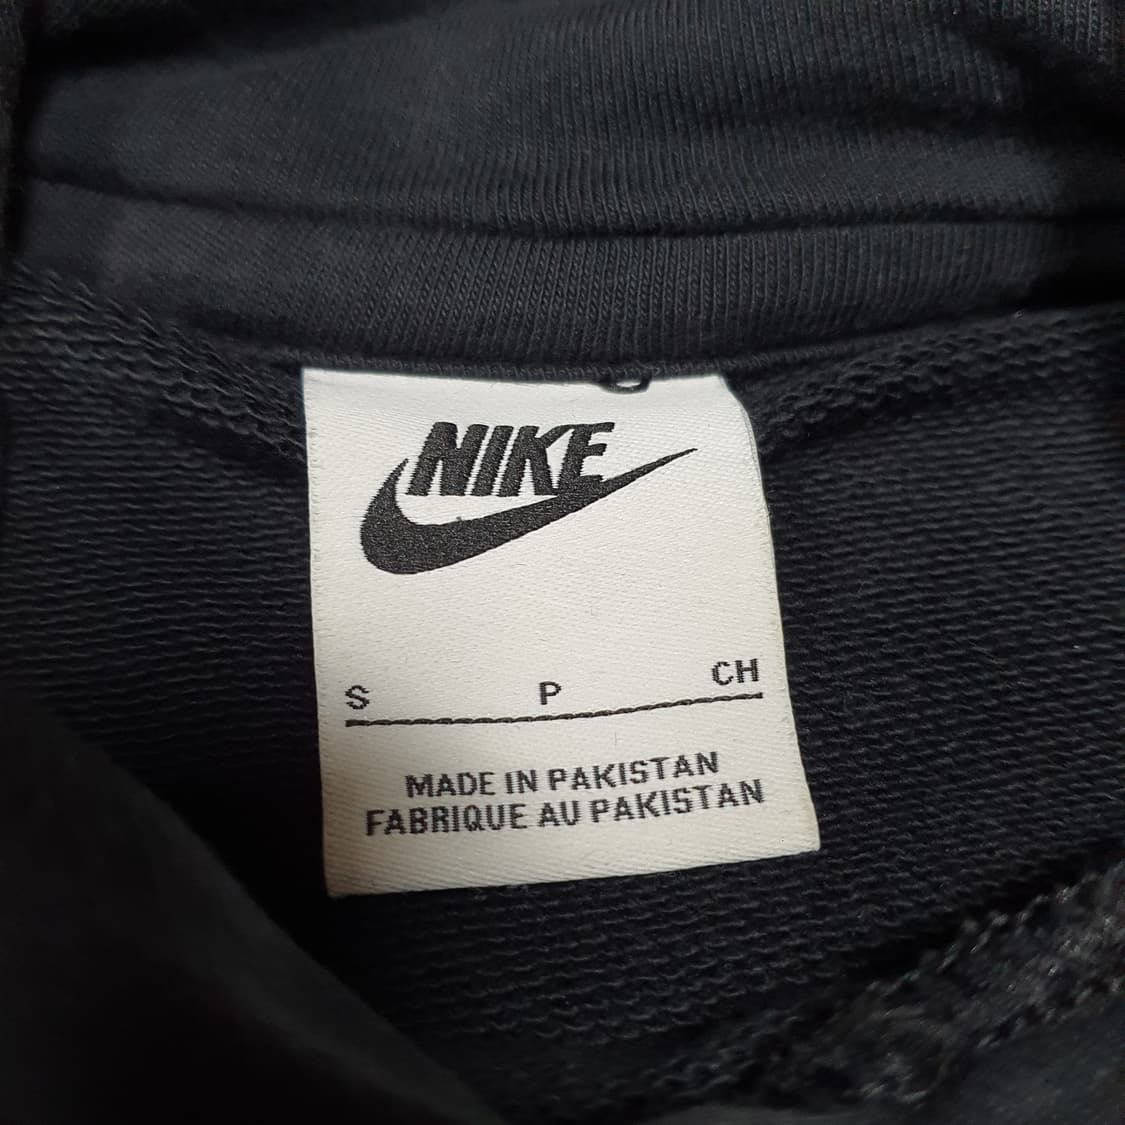 NIKE
S P CH
MADE IN PAKISTAN
FABRIQUE AU PAKISTAN